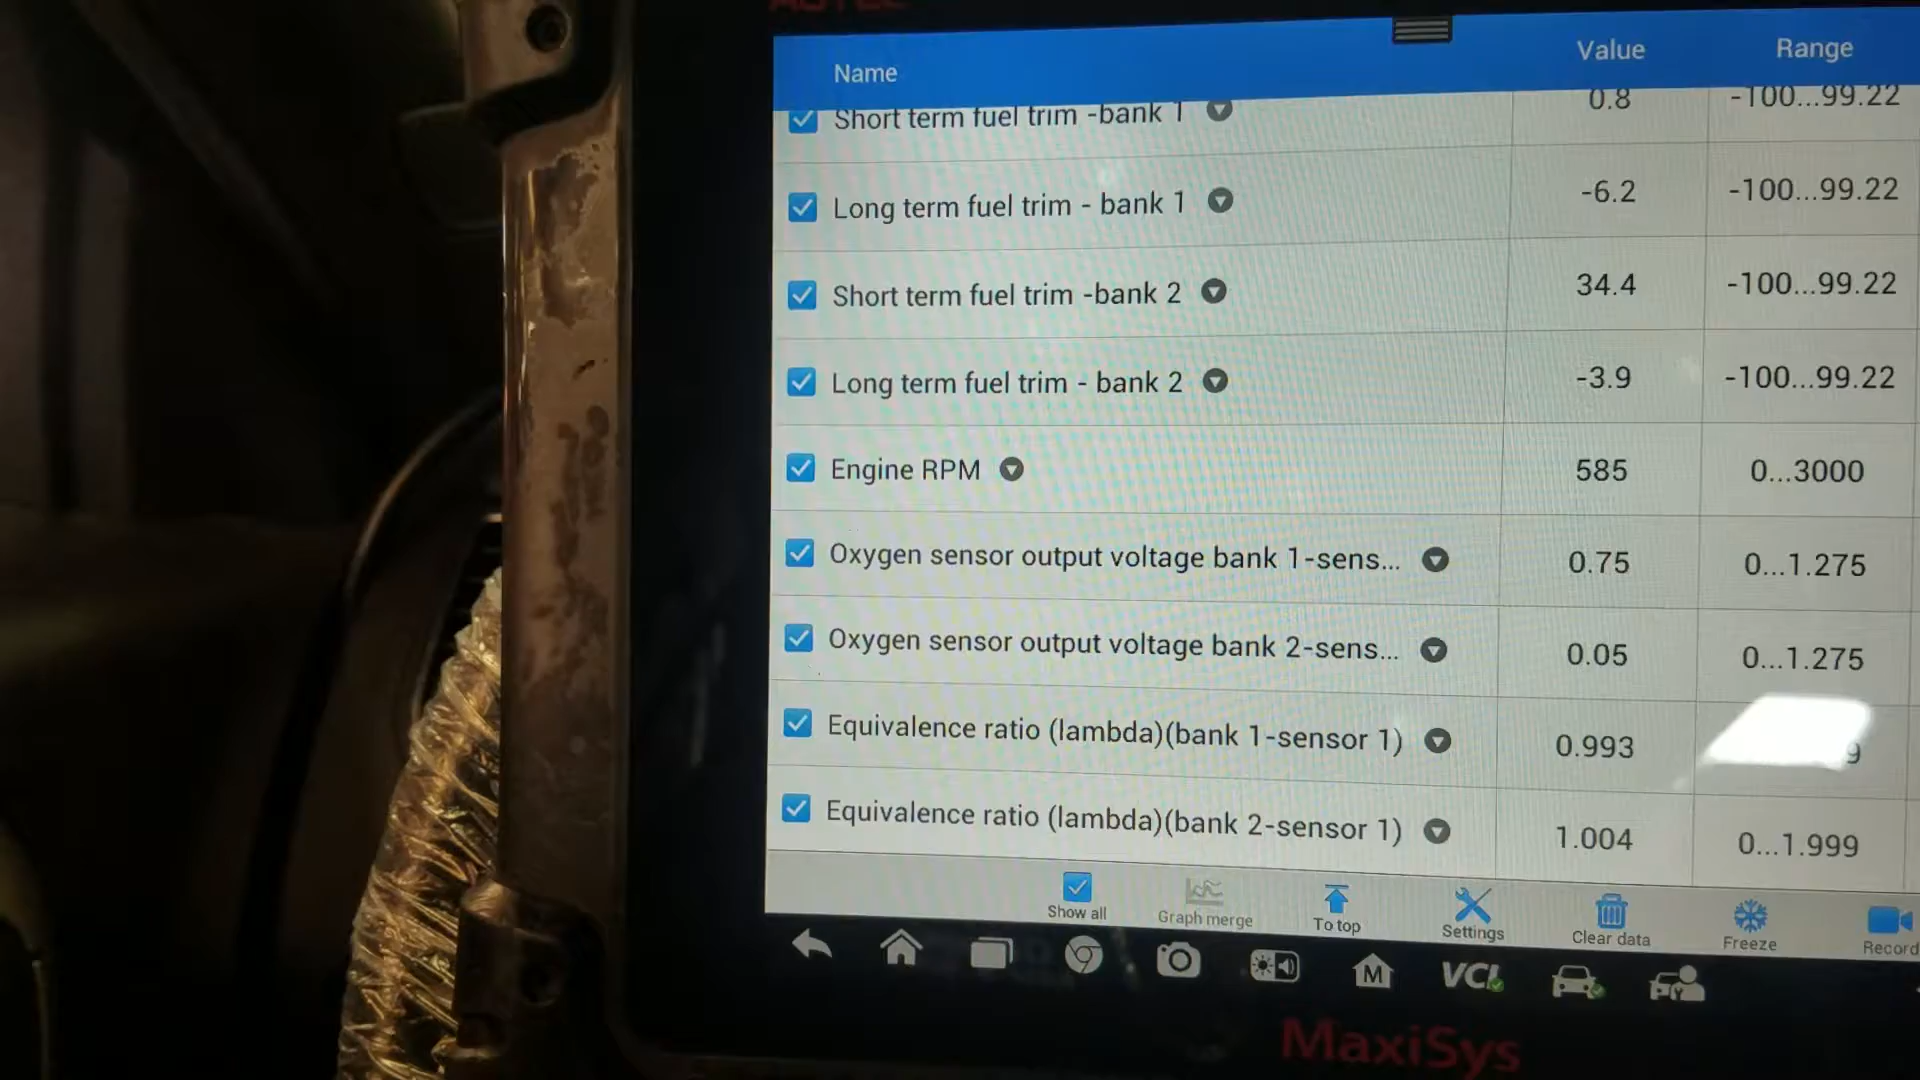 AUTEL
Name Value Range
Short term fuel trim -bank 1 0.8 -100...99.22
Long term fuel trim - bank 1 -6.2 -100...99.22
Short term fuel trim -bank 2 34.4 -100...99.22
Long term fuel trim - bank 2 -3.9 -100...99.22
Engine RPM 585 0...3000
Oxygen sensor output voltage bank 1-sens... 0.75 0...1.275
Oxygen sensor output voltage bank 2-sens... 0.05 0...1.275
Equivalence ratio (lambda)(bank 1-sensor 1) 0.993 9
Equivalence ratio (lambda)(bank 2-sensor 1) 1.004 0...1.999
Show all Graph merge To top Settings Clear data Freeze Record
M VCI
MaxiSys